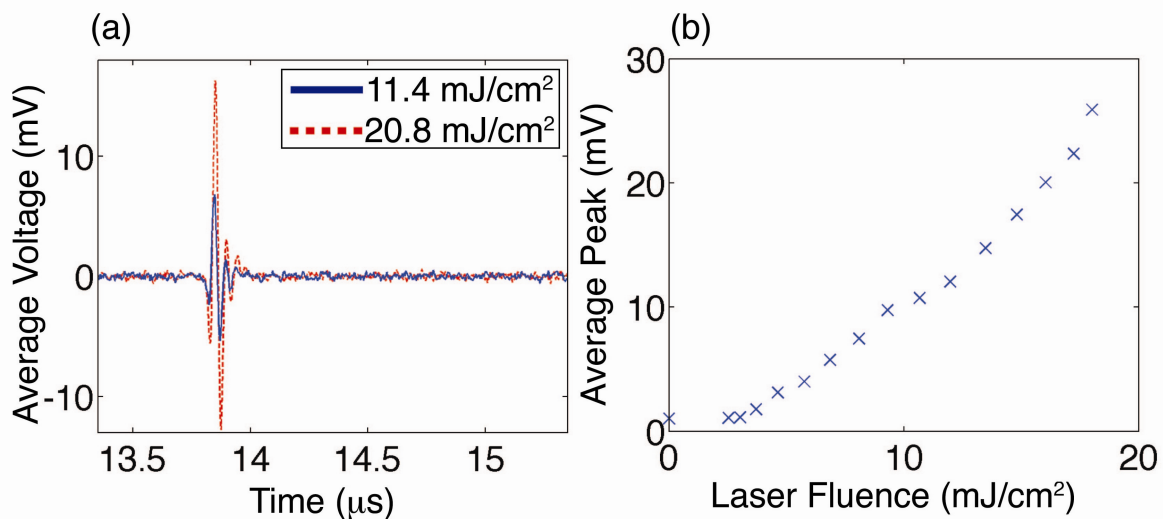 (a)
Average Voltage (mV)
10
0
-10
13.5 14 14.5 15
Time (μs)
11.4 mJ/cm²
20.8 mJ/cm²
(b)
Average Peak (mV)
30
20
10
0
0 10 20
Laser Fluence (mJ/cm²)